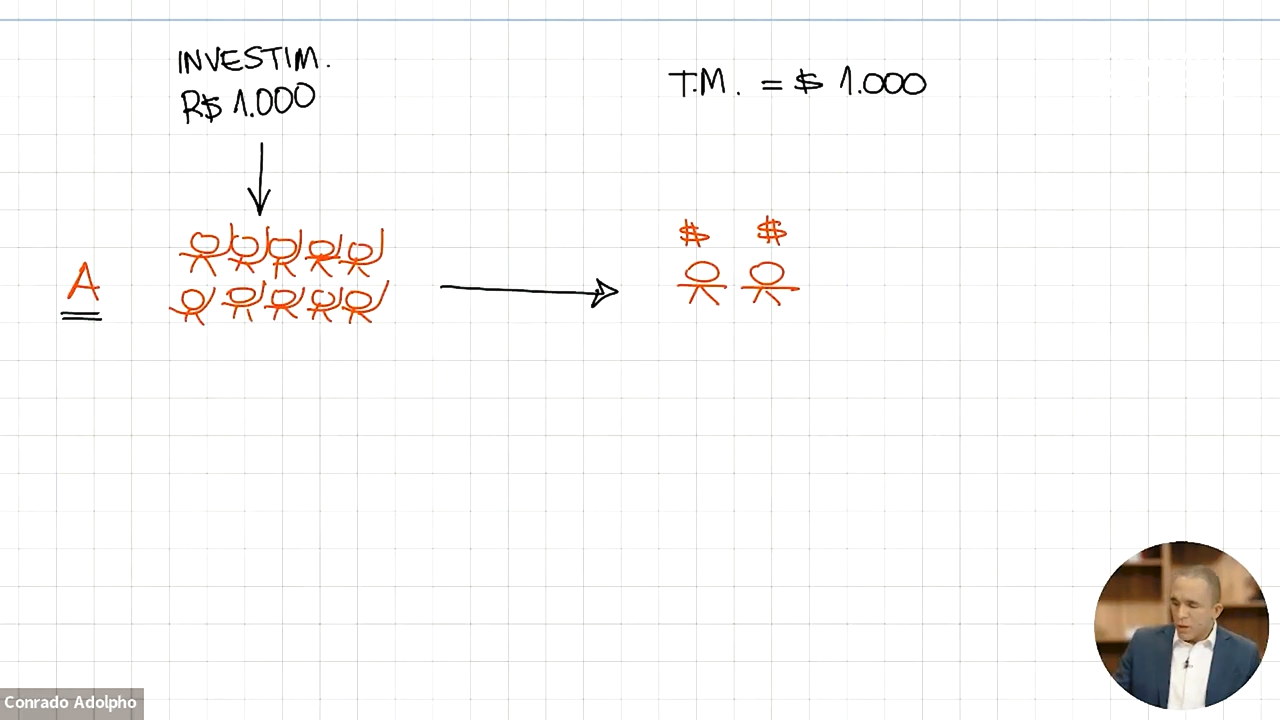 INVESTIM.
R$ 1.000
T.M. = $ 1.000
$ $
A
Conrado Adolpho